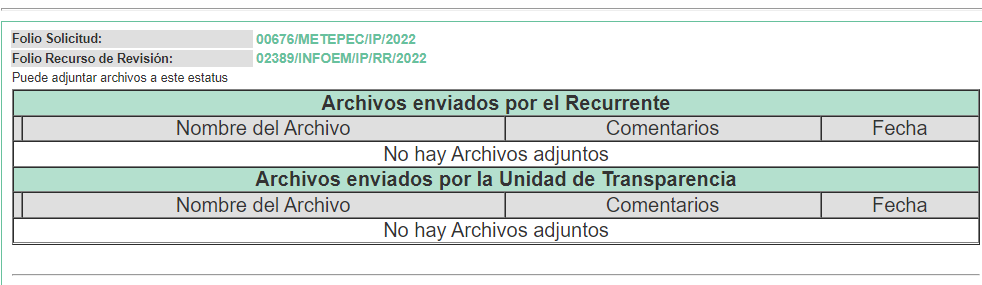 Folio Solicitud: 00676/METEPEC/IP/2022
Folio Recurso de Revisión: 02389/INFOEM/IP/RR/2022
Puede adjuntar archivos a este estatus
Archivos enviados por el Recurrente
Nombre del Archivo Comentarios Fecha
No hay Archivos adjuntos
Archivos enviados por la Unidad de Transparencia
Nombre del Archivo Comentarios Fecha
No hay Archivos adjuntos